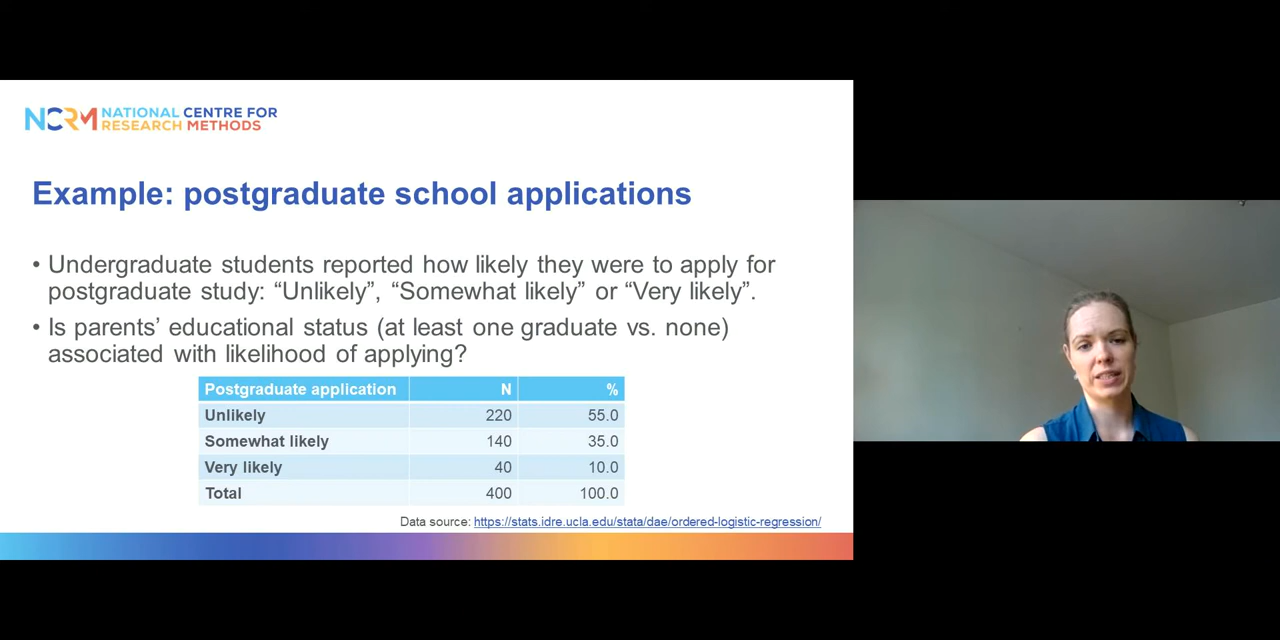 NCRM NATIONAL CENTRE FOR
RESEARCH METHODS
Example: postgraduate school applications
• Undergraduate students reported how likely they were to apply for
postgraduate study: “Unlikely”, “Somewhat likely” or “Very likely”.
• Is parents’ educational status (at least one graduate vs. none)
associated with likelihood of applying?
Postgraduate application N %
Unlikely 220 55.0
Somewhat likely 140 35.0
Very likely 40 10.0
Total 400 100.0
Data source: https://stats.idre.ucla.edu/stata/dae/ordered-logistic-regression/